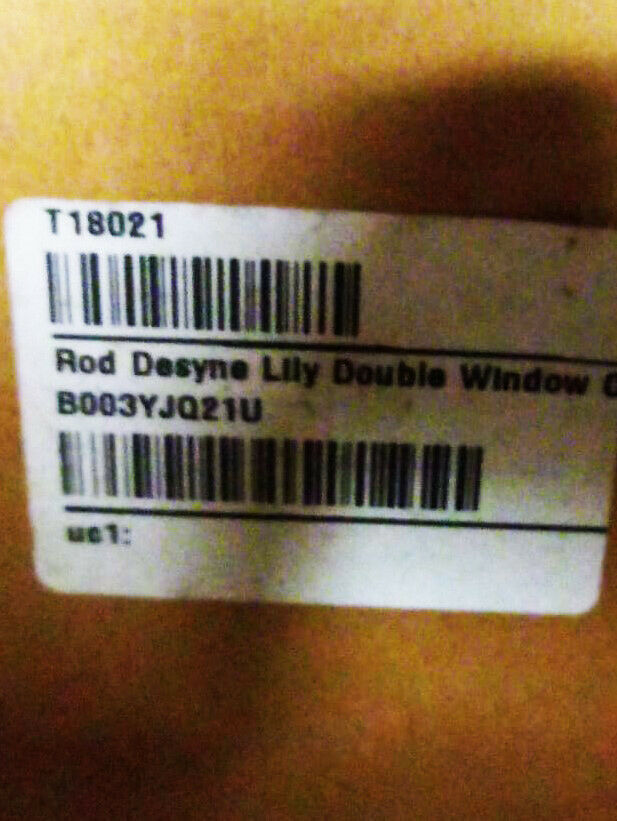 T18021
Rod Desyne Lily Double Window
B003YJQ21U
uc1: